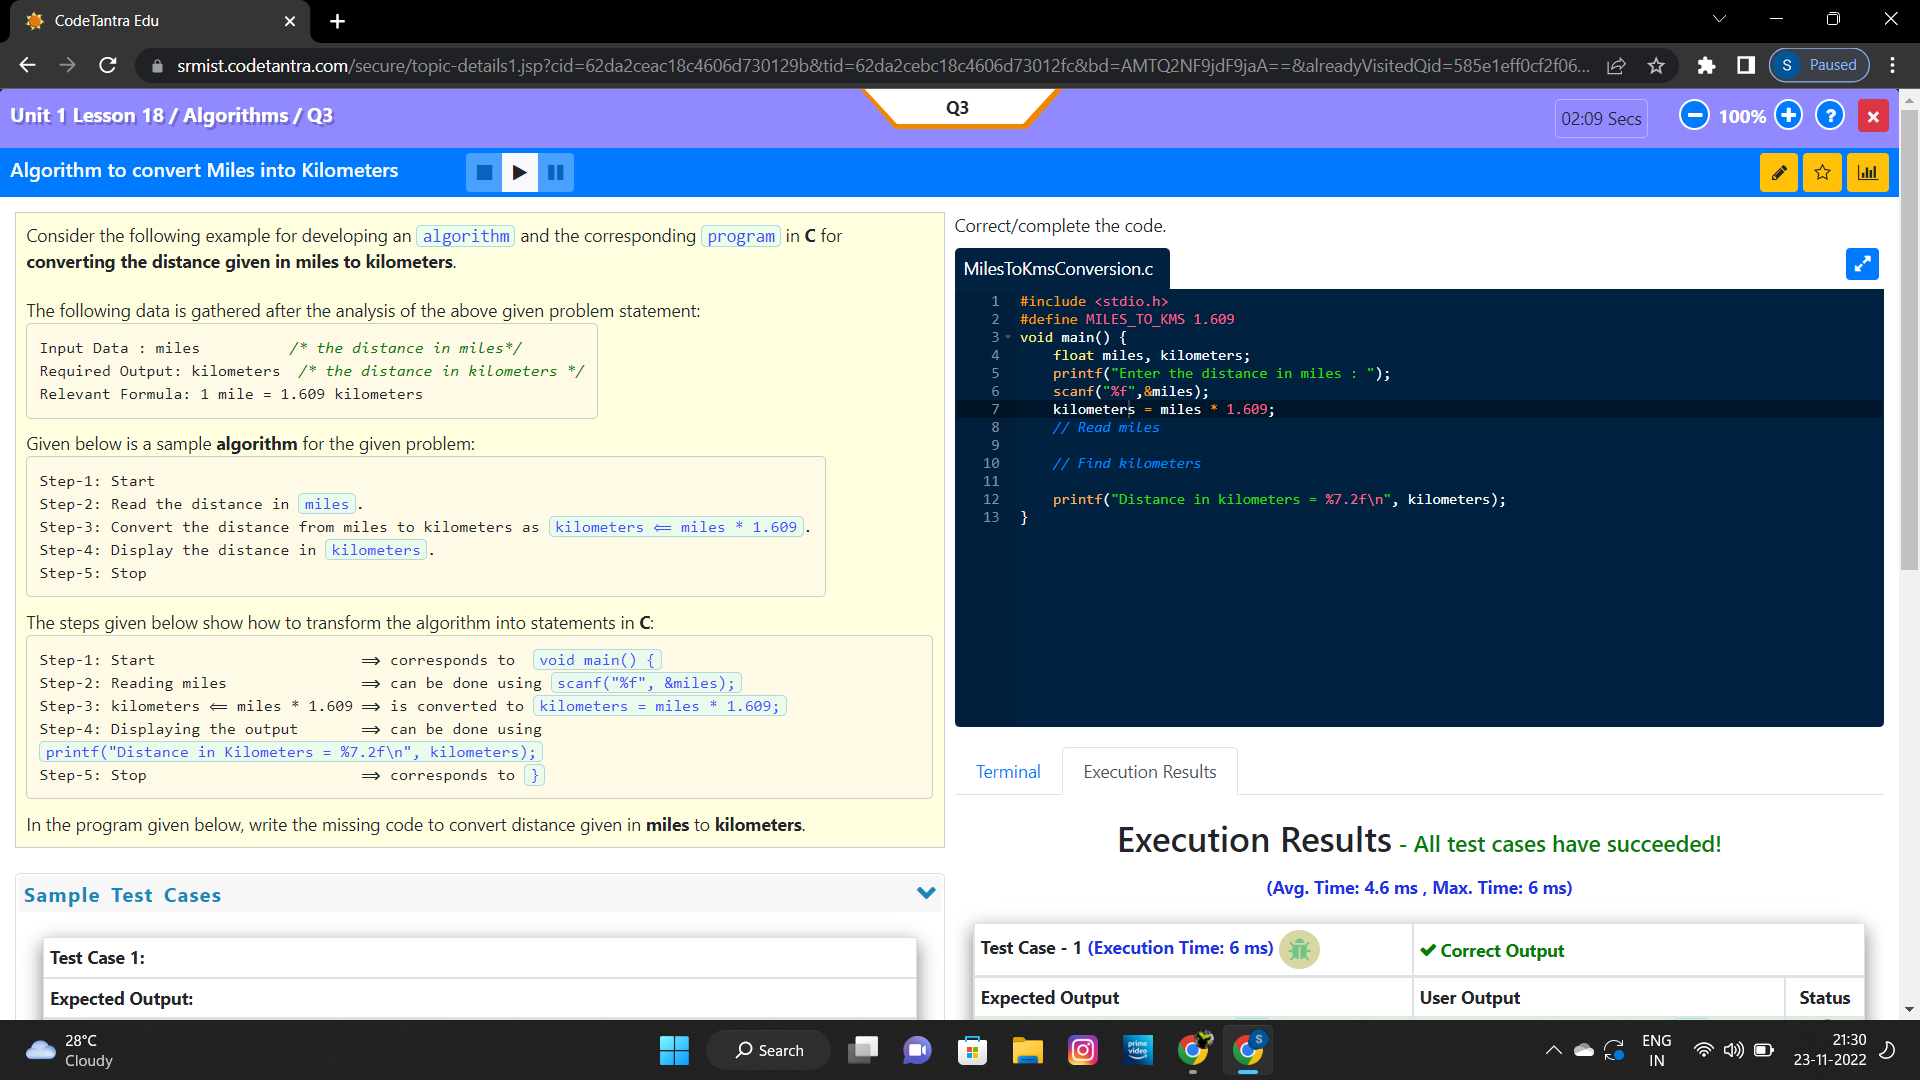 CodeTantra Edu
srmist.codetantra.com/secure/topic-details1.jsp?cid=62da2ceac18c4606d730129b&tid=62da2cebc18c4606d73012fc&bd=AMTQ2NF9jdF9jaA==&alreadyVisitedQid=585e1eff0cf2f06...
S Paused
Unit 1 Lesson 18 / Algorithms / Q3
Q3
02:09 Secs
100%
Algorithm to convert Miles into Kilometers
Consider the following example for developing an algorithm and the corresponding program in C for
converting the distance given in miles to kilometers.
The following data is gathered after the analysis of the above given problem statement:
Input Data : miles /* the distance in miles*/
Required Output: kilometers /* the distance in kilometers */
Relevant Formula: 1 mile = 1.609 kilometers
Given below is a sample algorithm for the given problem:
Step-1: Start
Step-2: Read the distance in miles.
Step-3: Convert the distance from miles to kilometers as kilometers ⟸ miles * 1.609.
Step-4: Display the distance in kilometers.
Step-5: Stop
The steps given below show how to transform the algorithm into statements in C:
Step-1: Start ⟹ corresponds to void main() {
Step-2: Reading miles ⟹ can be done using scanf("%f", &miles);
Step-3: kilometers ⟸ miles * 1.609 ⟹ is converted to kilometers = miles * 1.609;
Step-4: Displaying the output ⟹ can be done using
printf("Distance in Kilometers = %7.2f\n", kilometers);
Step-5: Stop ⟹ corresponds to }
In the program given below, write the missing code to convert distance given in miles to kilometers.
Sample Test Cases
Test Case 1:
Expected Output:
Correct/complete the code.
MilesToKmsConversion.c
1 #include <stdio.h>
2 #define MILES_TO_KMS 1.609
3 void main() {
4 float miles, kilometers;
5 printf("Enter the distance in miles : ");
6 scanf("%f",&miles);
7 kilometers = miles * 1.609;
8 // Read miles
9
10 // Find kilometers
11
12 printf("Distance in kilometers = %7.2f\n", kilometers);
13 }
Terminal
Execution Results
Execution Results - All test cases have succeeded!
(Avg. Time: 4.6 ms , Max. Time: 6 ms)
Test Case - 1 (Execution Time: 6 ms)
Correct Output
Expected Output
User Output
Status
28°C
Cloudy
Search
prime video
S
ENG
IN
21:30
23-11-2022